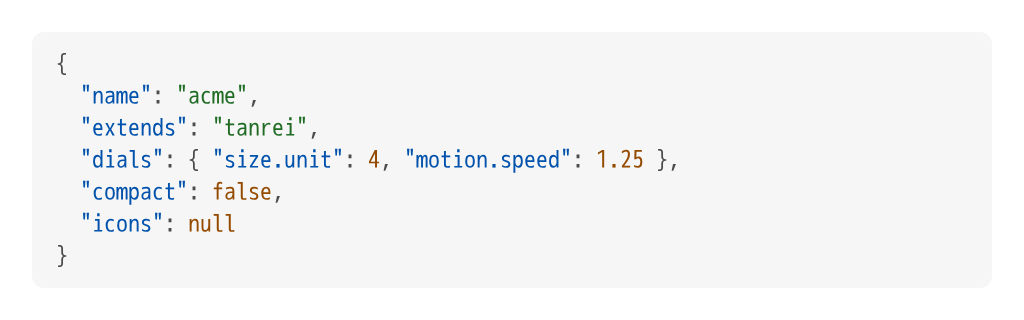 {
  "name": "acme",
  "extends": "tanrei",
  "dials": { "size.unit": 4, "motion.speed": 1.25 },
  "compact": false,
  "icons": null
}